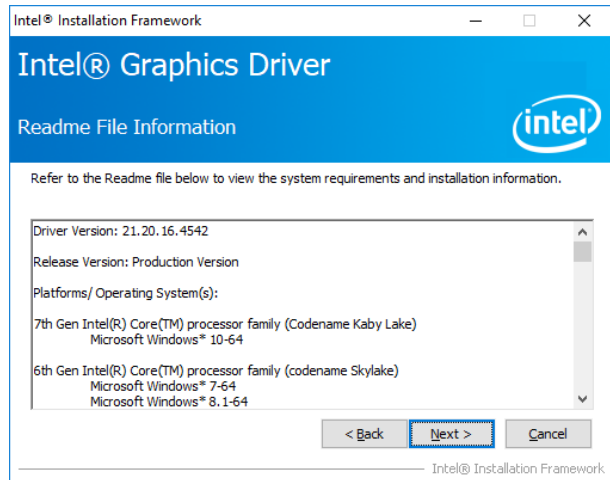 Intel® Installation Framework
Intel® Graphics Driver
Readme File Information
intel
Refer to the Readme file below to view the system requirements and installation information.
Driver Version: 21.20.16.4542
Release Version: Production Version
Platforms/ Operating System(s):
7th Gen Intel(R) Core(TM) processor family (Codename Kaby Lake)
Microsoft Windows* 10-64
6th Gen Intel(R) Core(TM) processor family (codename Skylake)
Microsoft Windows* 7-64
Microsoft Windows* 8.1-64
< Back Next > Cancel
Intel® Installation Framework